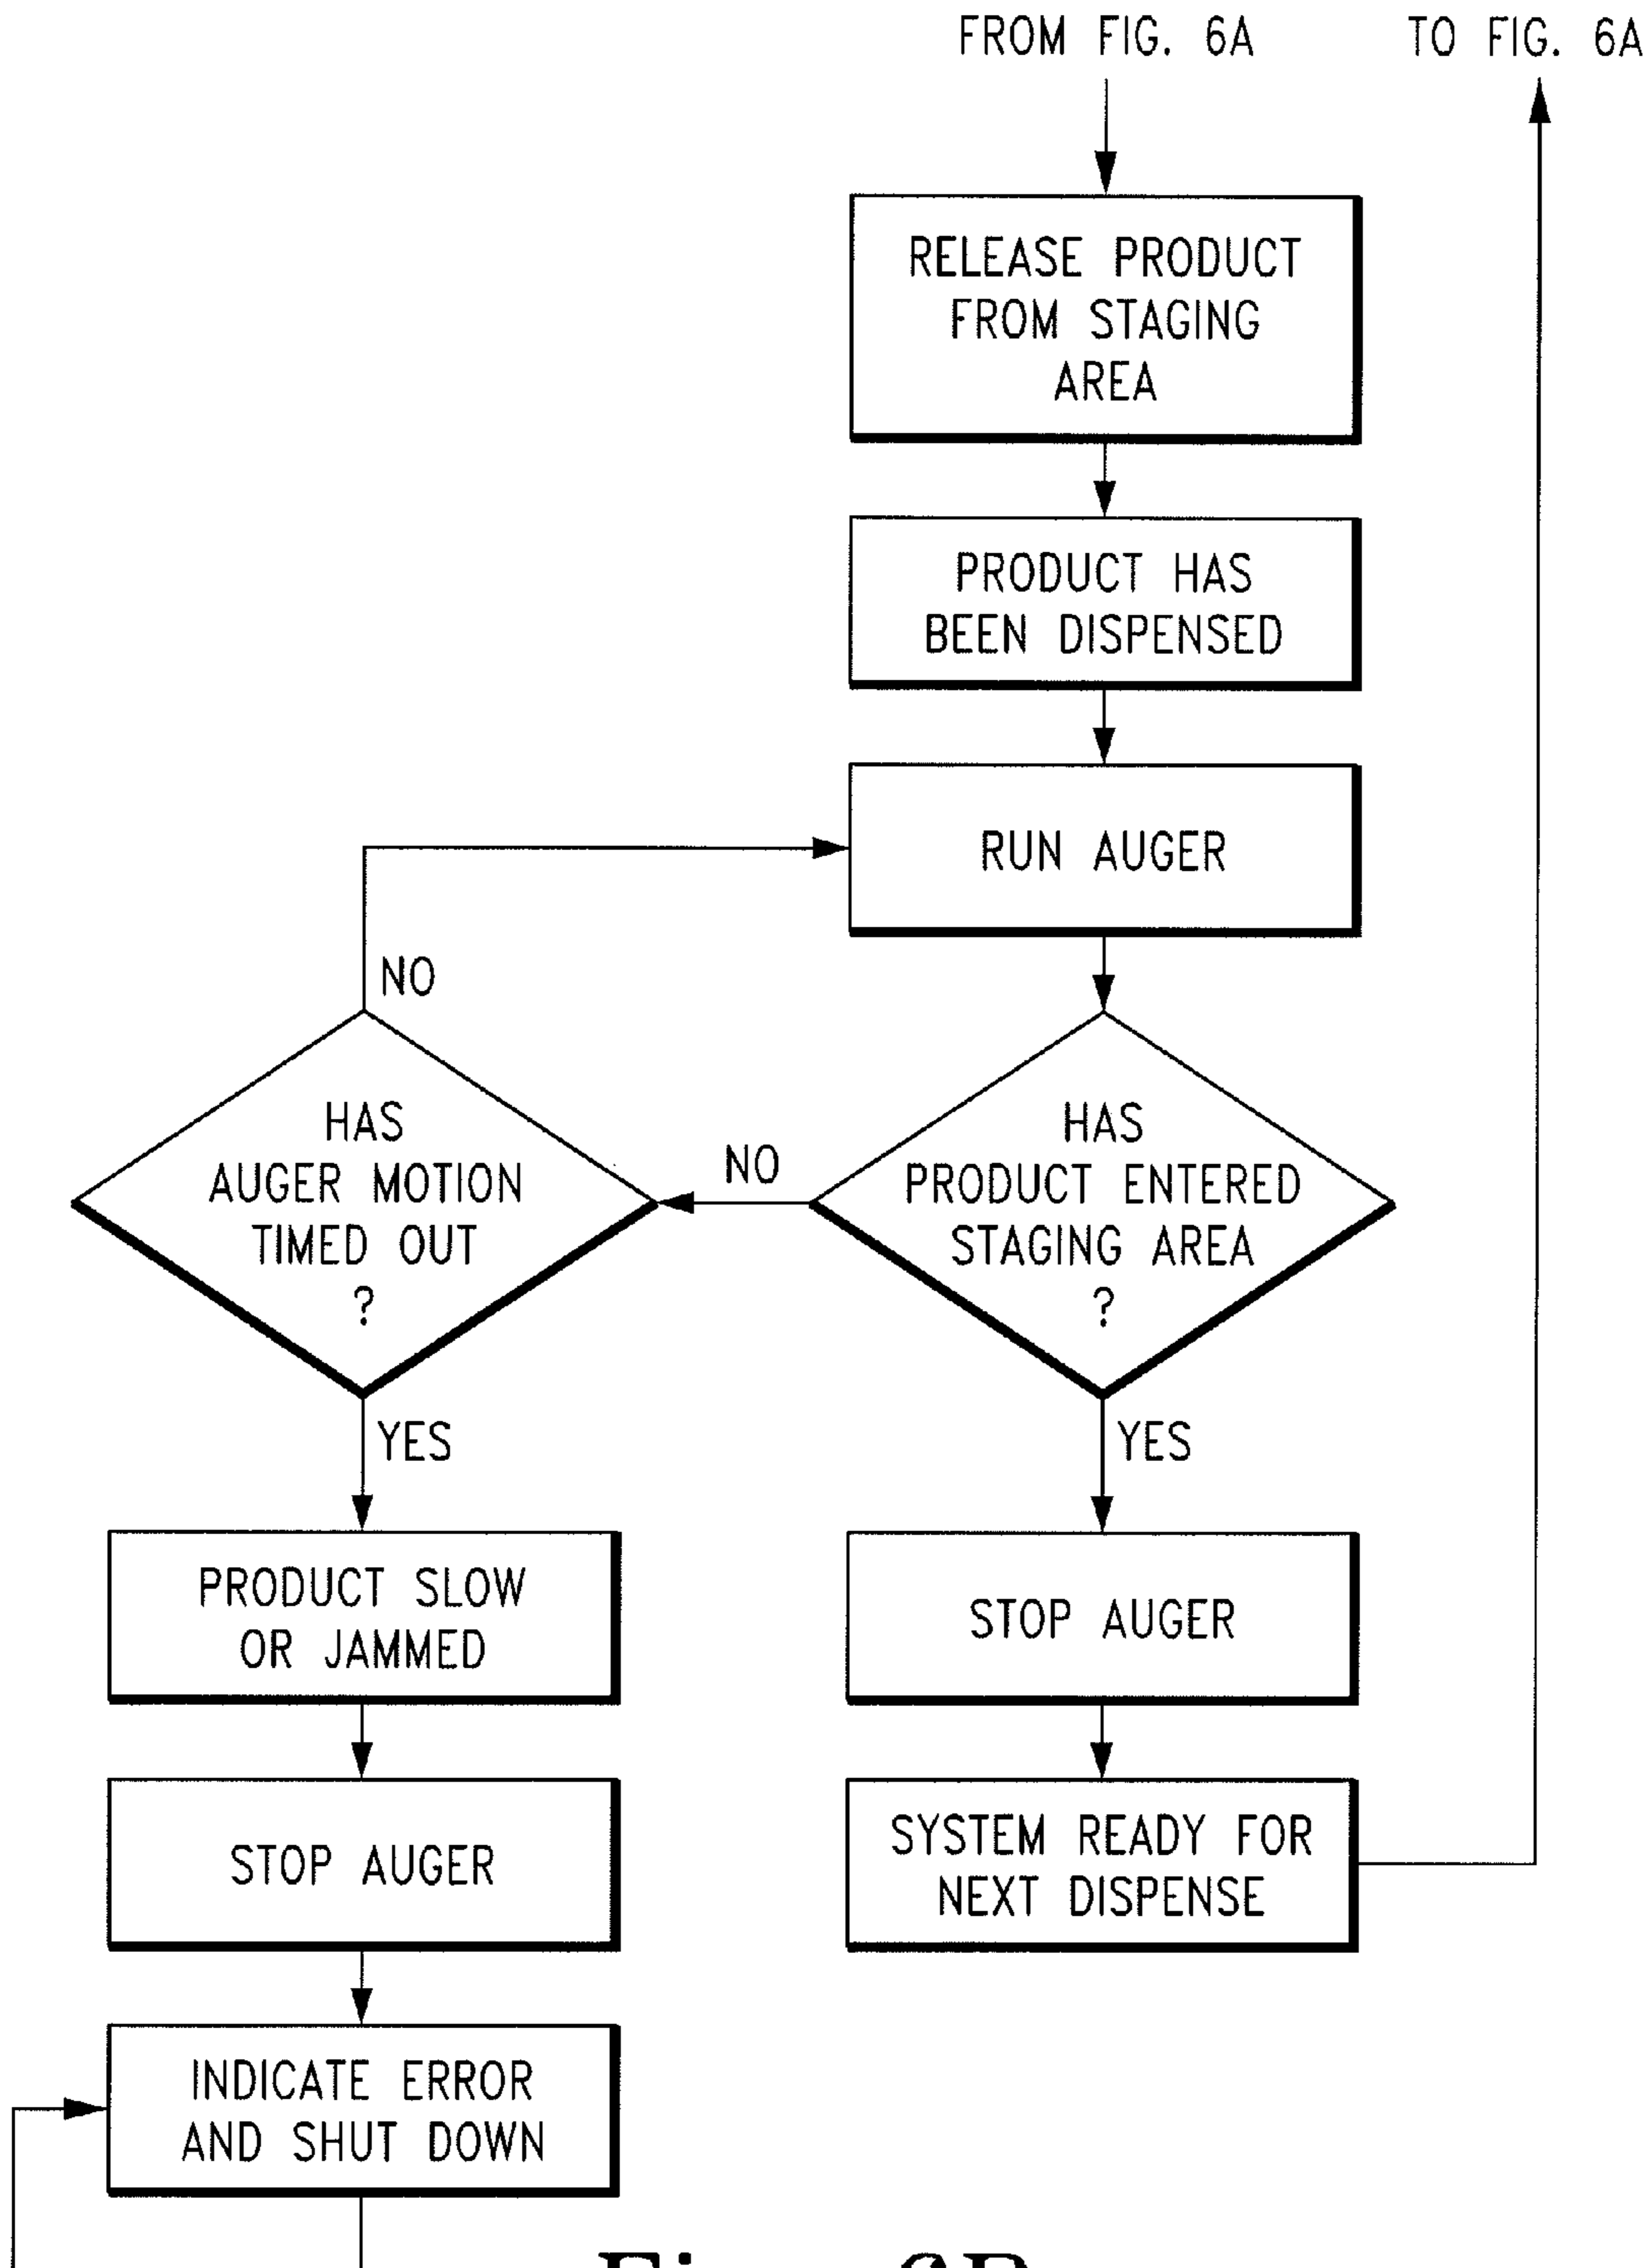 FROM FIG. 6A
TO FIG. 6A
RELEASE PRODUCT
FROM STAGING
AREA
PRODUCT HAS
BEEN DISPENSED
RUN AUGER
NO
HAS
AUGER MOTION
TIMED OUT
?
NO
HAS
PRODUCT ENTERED
STAGING AREA
?
YES
YES
PRODUCT SLOW
OR JAMMED
STOP AUGER
STOP AUGER
SYSTEM READY FOR
NEXT DISPENSE
INDICATE ERROR
AND SHUT DOWN